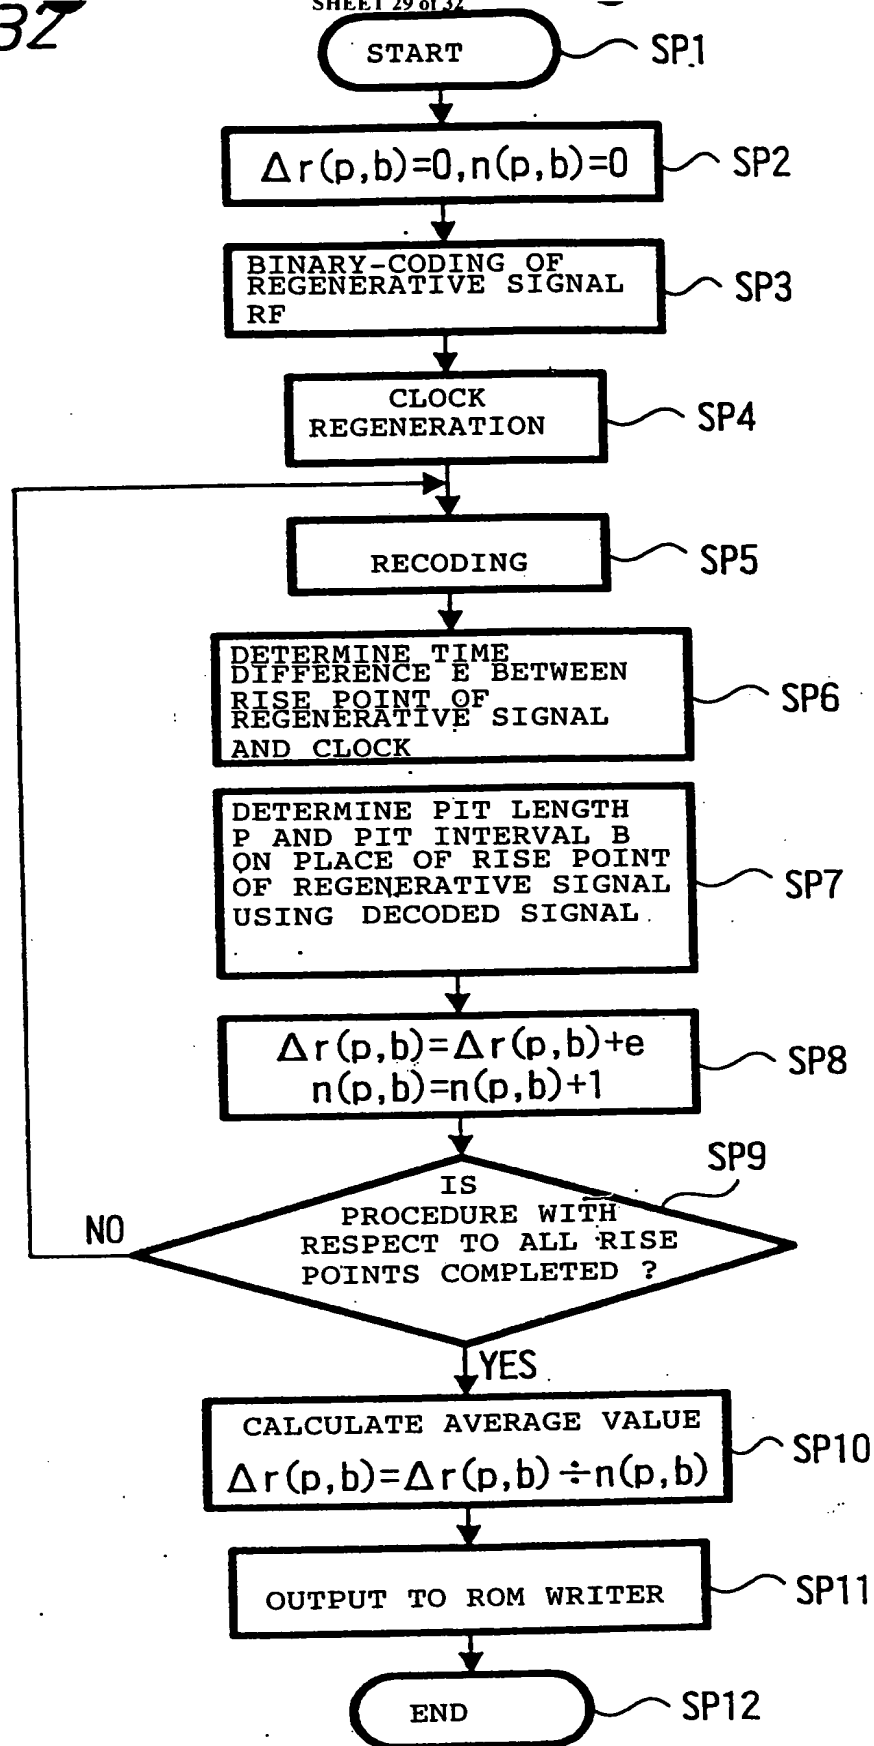 32
SHEET 29 of 32
START
SP1
Δr(p,b)=0,n(p,b)=0
SP2
BINARY-CODING OF
REGENERATIVE SIGNAL
RF
SP3
CLOCK
REGENERATION
SP4
RECODING
SP5
DETERMINE TIME
DIFFERENCE E BETWEEN
RISE POINT OF
REGENERATIVE SIGNAL
AND CLOCK
SP6
DETERMINE PIT LENGTH
P AND PIT INTERVAL B
ON PLACE OF RISE POINT
OF REGENERATIVE SIGNAL
USING DECODED SIGNAL
SP7
Δr(p,b)=Δr(p,b)+e
n(p,b)=n(p,b)+1
SP8
IS
PROCEDURE WITH
RESPECT TO ALL RISE
POINTS COMPLETED ?
SP9
NO
YES
CALCULATE AVERAGE VALUE
Δr(p,b)=Δr(p,b)÷n(p,b)
SP10
OUTPUT TO ROM WRITER
SP11
END
SP12